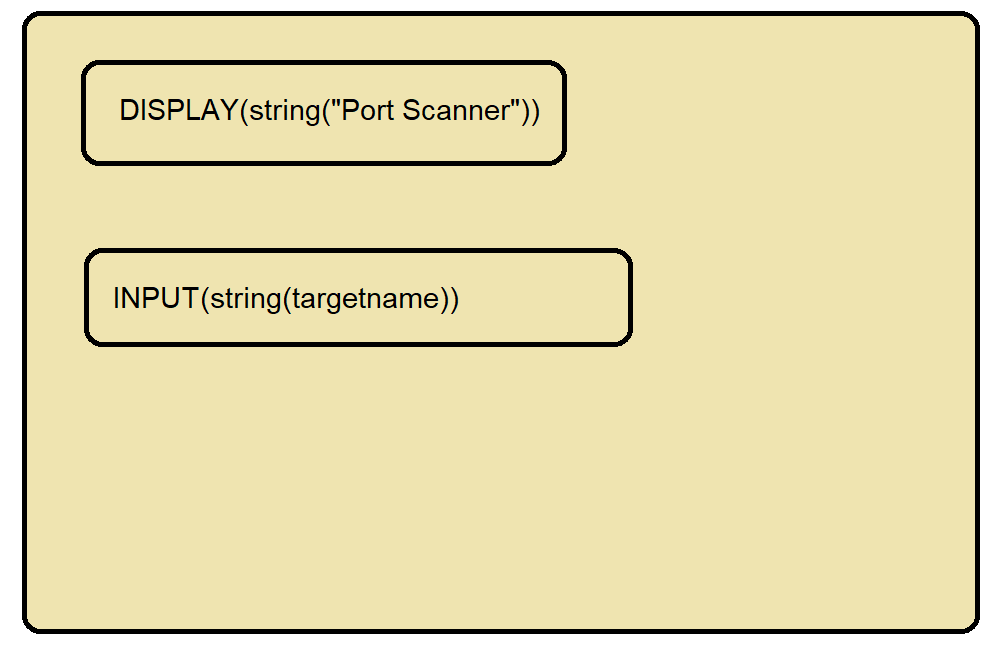 DISPLAY(string("Port Scanner"))
INPUT(string(targetname))